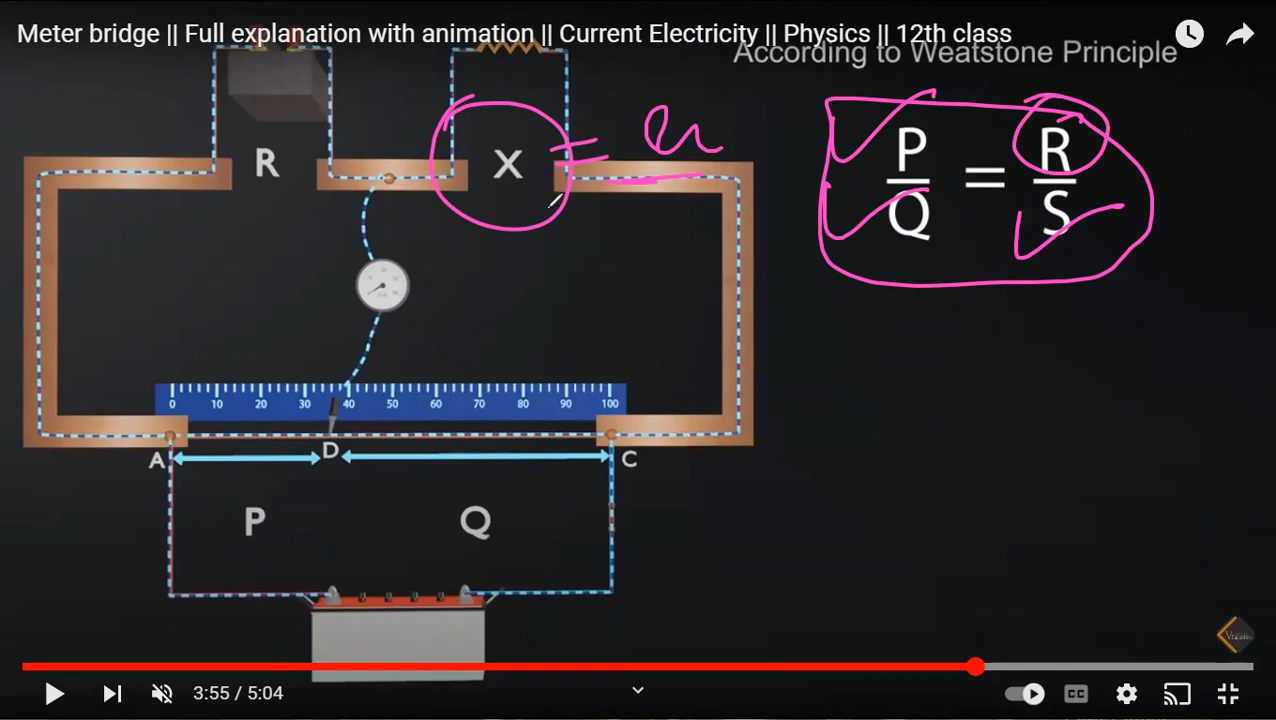 Meter bridge || Full explanation with animation || Current Electricity || Physics || 12th class
According to Weatstone Principle
R
X
=
P
Q
=
R
S
0 10 20 30 40 50 60 70 80 90 100
A
D
C
P
Q
3:55 / 5:04
CC